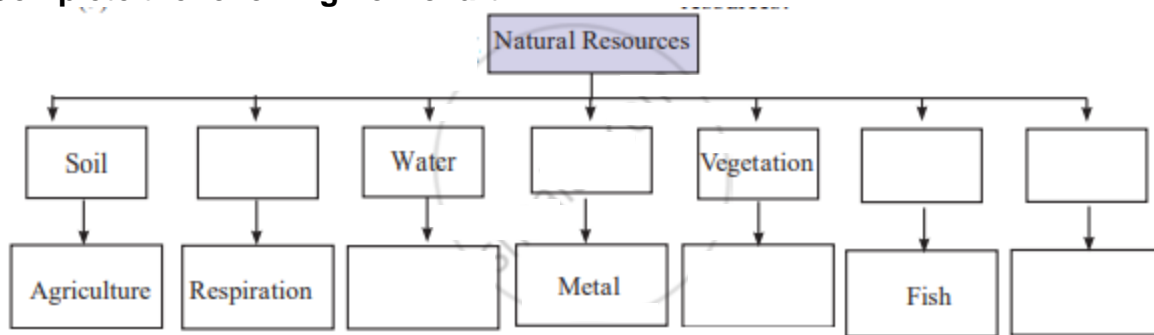 Natural Resources
Soil
Water
Vegetation
Agriculture
Respiration
Metal
Fish